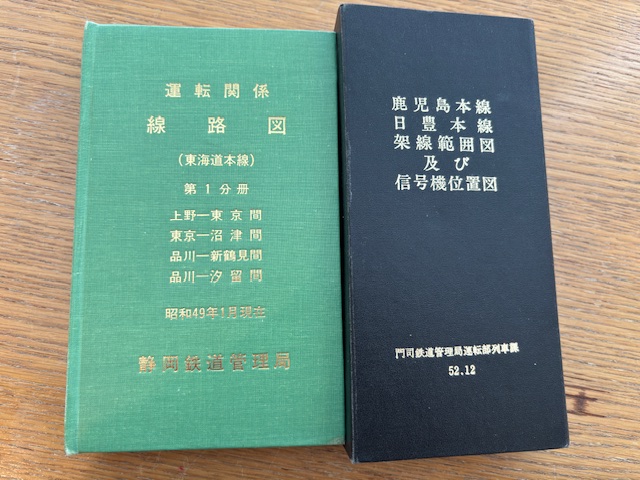 運転関係
線路図
(東海道本線)
第1分冊
上野―東京間
東京―沼津間
品川―新鶴見間
品川―汐留間
昭和49年1月現在
静岡鉄道管理局
鹿児島本線
日豊本線
架線範囲図
及び
信号機位置図
門司鉄道管理局運転部列車課
52.12